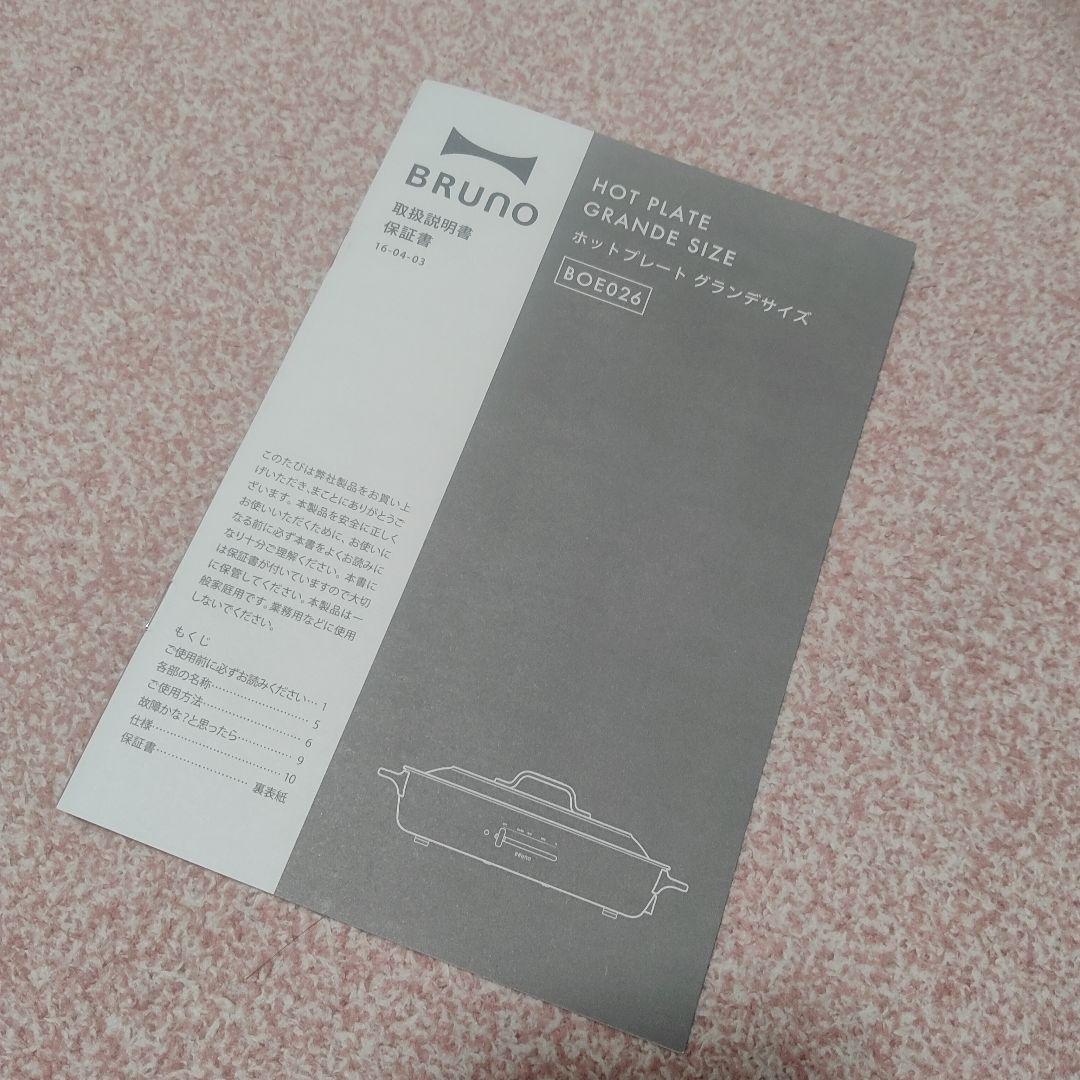 BRUNO
取扱説明書
保証書
16-04-03
HOT PLATE
GRANDE SIZE
ホットプレート グランデサイズ
BOE026
このたびは弊社製品をお買い上
げいただき、まことにありがとうご
ざいます。本製品を安全に正しく
お使いいただくために、お使いに
なる前に必ず本書をよくお読みに
なり十分ご理解ください。本書に
は保証書が付いていますので大切
に保管してください。本製品は一
般家庭用です。業務用などに使用
しないでください。
もくじ
ご使用前に必ずお読みください… 1
各部の名称…………………………… 5
ご使用方法…………………………… 6
故障かな？と思ったら……………… 9
仕様…………………………………… 10
保証書………………………… 裏表紙
BRUNO